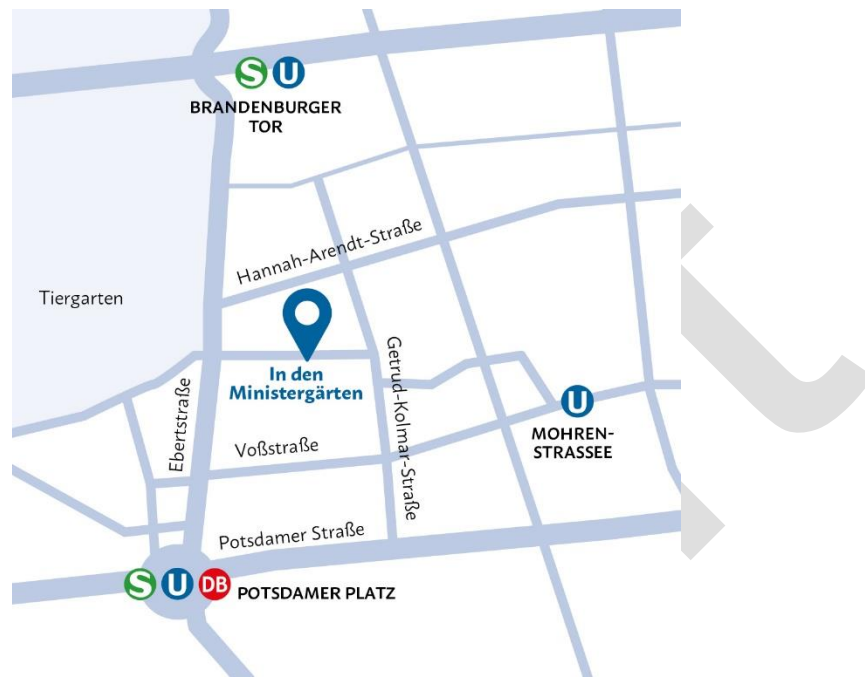 S U
BRANDENBURGER
TOR
Hannah-Arendt-Straße
Tiergarten
In den
Ministergärten
Getrud-Kolmar-Straße
Ebertstraße
U
MOHREN-
STRASSEE
Voßstraße
Potsdamer Straße
S U DB POTSDAMER PLATZ